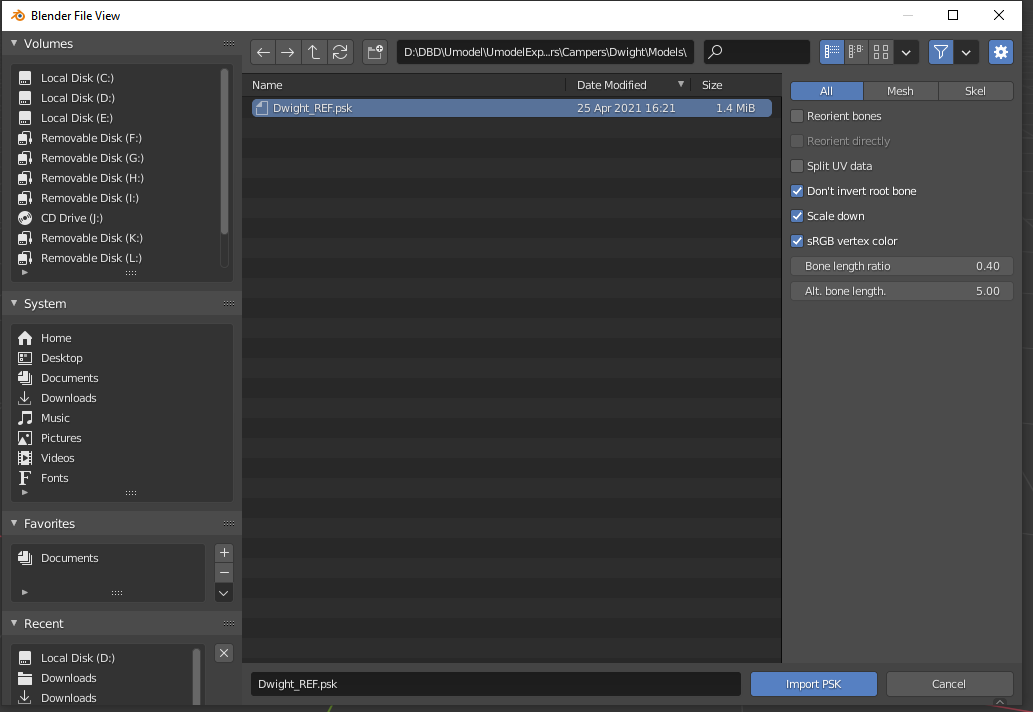 Blender File View
Volumes
Local Disk (C:)
Local Disk (D:)
Local Disk (E:)
Removable Disk (F:)
Removable Disk (G:)
Removable Disk (H:)
Removable Disk (I:)
CD Drive (J:)
Removable Disk (K:)
Removable Disk (L:)
System
Home
Desktop
Documents
Downloads
Music
Pictures
Videos
Fonts
Favorites
Documents
Recent
Local Disk (D:)
Downloads
Downloads
D:\DBD\Umodel\UmodelExp...rs\Campers\Dwight\Models\
Name Date Modified Size
Dwight_REF.psk 25 Apr 2021 16:21 1.4 MiB
All Mesh Skel
Reorient bones
Reorient directly
Split UV data
Don't invert root bone
Scale down
sRGB vertex color
Bone length ratio 0.40
Alt. bone length. 5.00
Dwight_REF.psk
Import PSK Cancel